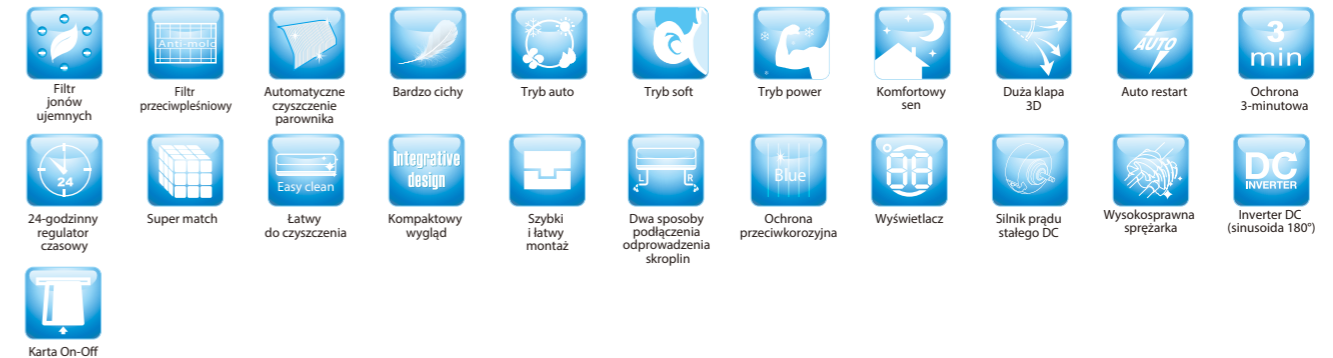 Anti-mold
Filtr
jonów
ujemnych
Filtr
przeciwpleśniowy
Automatyczne
czyszczenie
parownika
Bardzo cichy
Tryb auto
Tryb soft
Tryb power
Komfortowy
sen
Duża klapa
3D
AUTO
Auto restart
3
min
Ochrona
3-minutowa
24
24-godzinny
regulator
czasowy
Super match
Easy clean
Łatwy
do czyszczenia
Integrative
design
Kompaktowy
wygląd
Szybki
i łatwy
montaż
L R
Dwa sposoby
podłączenia
odprowadzenia
skroplin
Blue
Ochrona
przeciwkorozyjna
88
Wyświetlacz
Silnik prądu
stałego DC
Wysokosprawna
sprężarka
DC
INVERTER
Inverter DC
(sinusoida 180°)
Karta On-Off